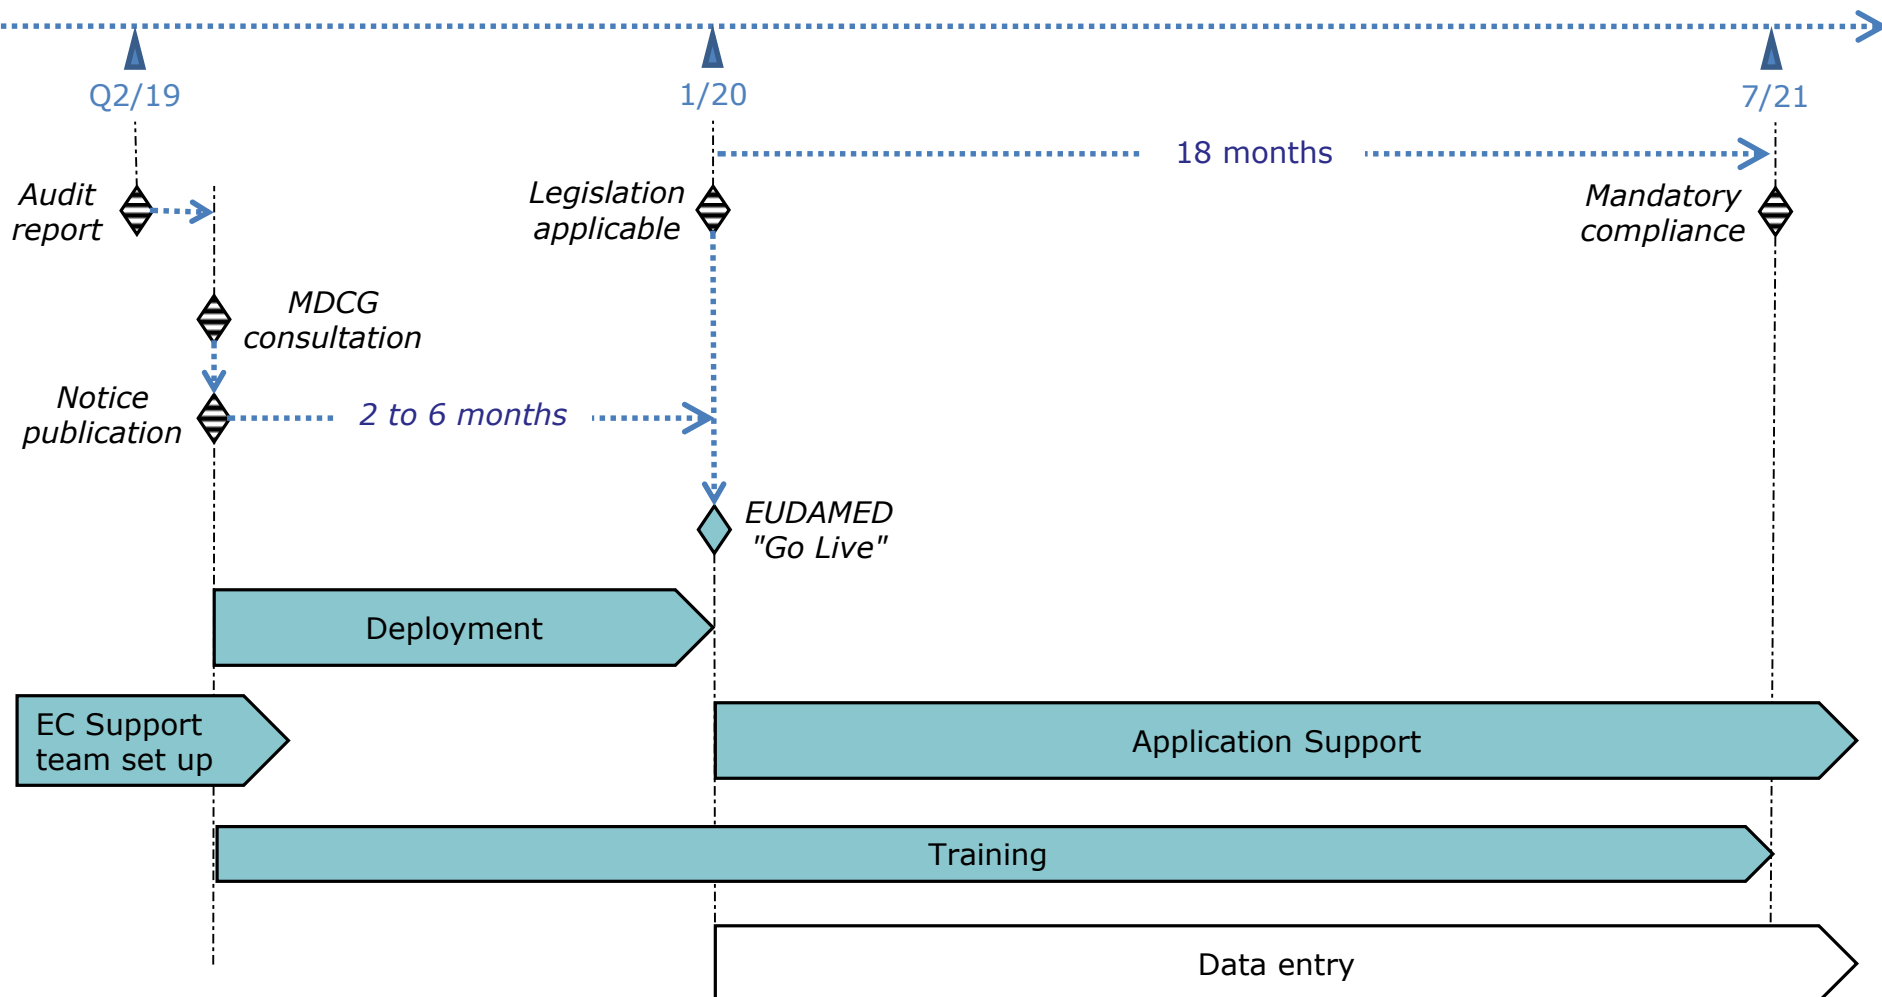 Q2/19
1/20
7/21
18 months
Audit
report
Legislation
applicable
Mandatory
compliance
MDCG
consultation
Notice
publication
2 to 6 months
EUDAMED
"Go Live"
Deployment
EC Support
team set up
Application Support
Training
Data entry